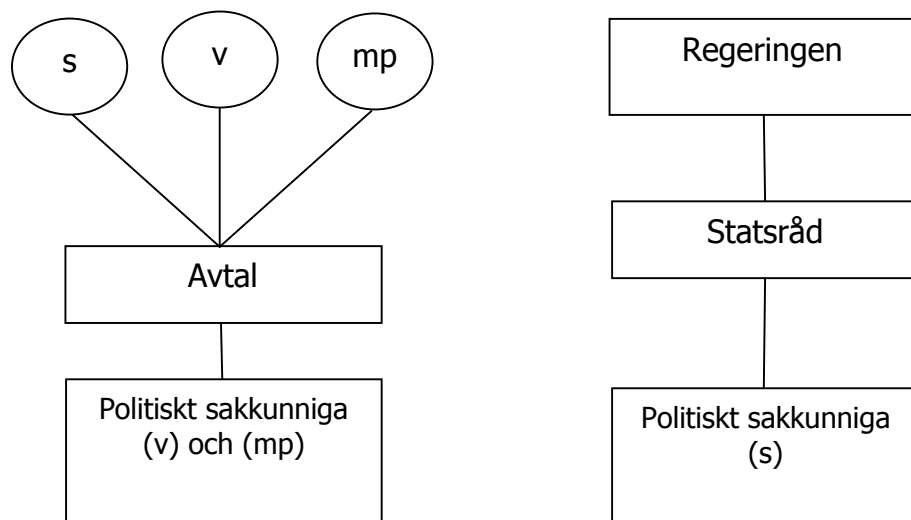 s
v
mp
Avtal
Politiskt sakkunniga
(v) och (mp)
Regeringen
Statsråd
Politiskt sakkunniga
(s)